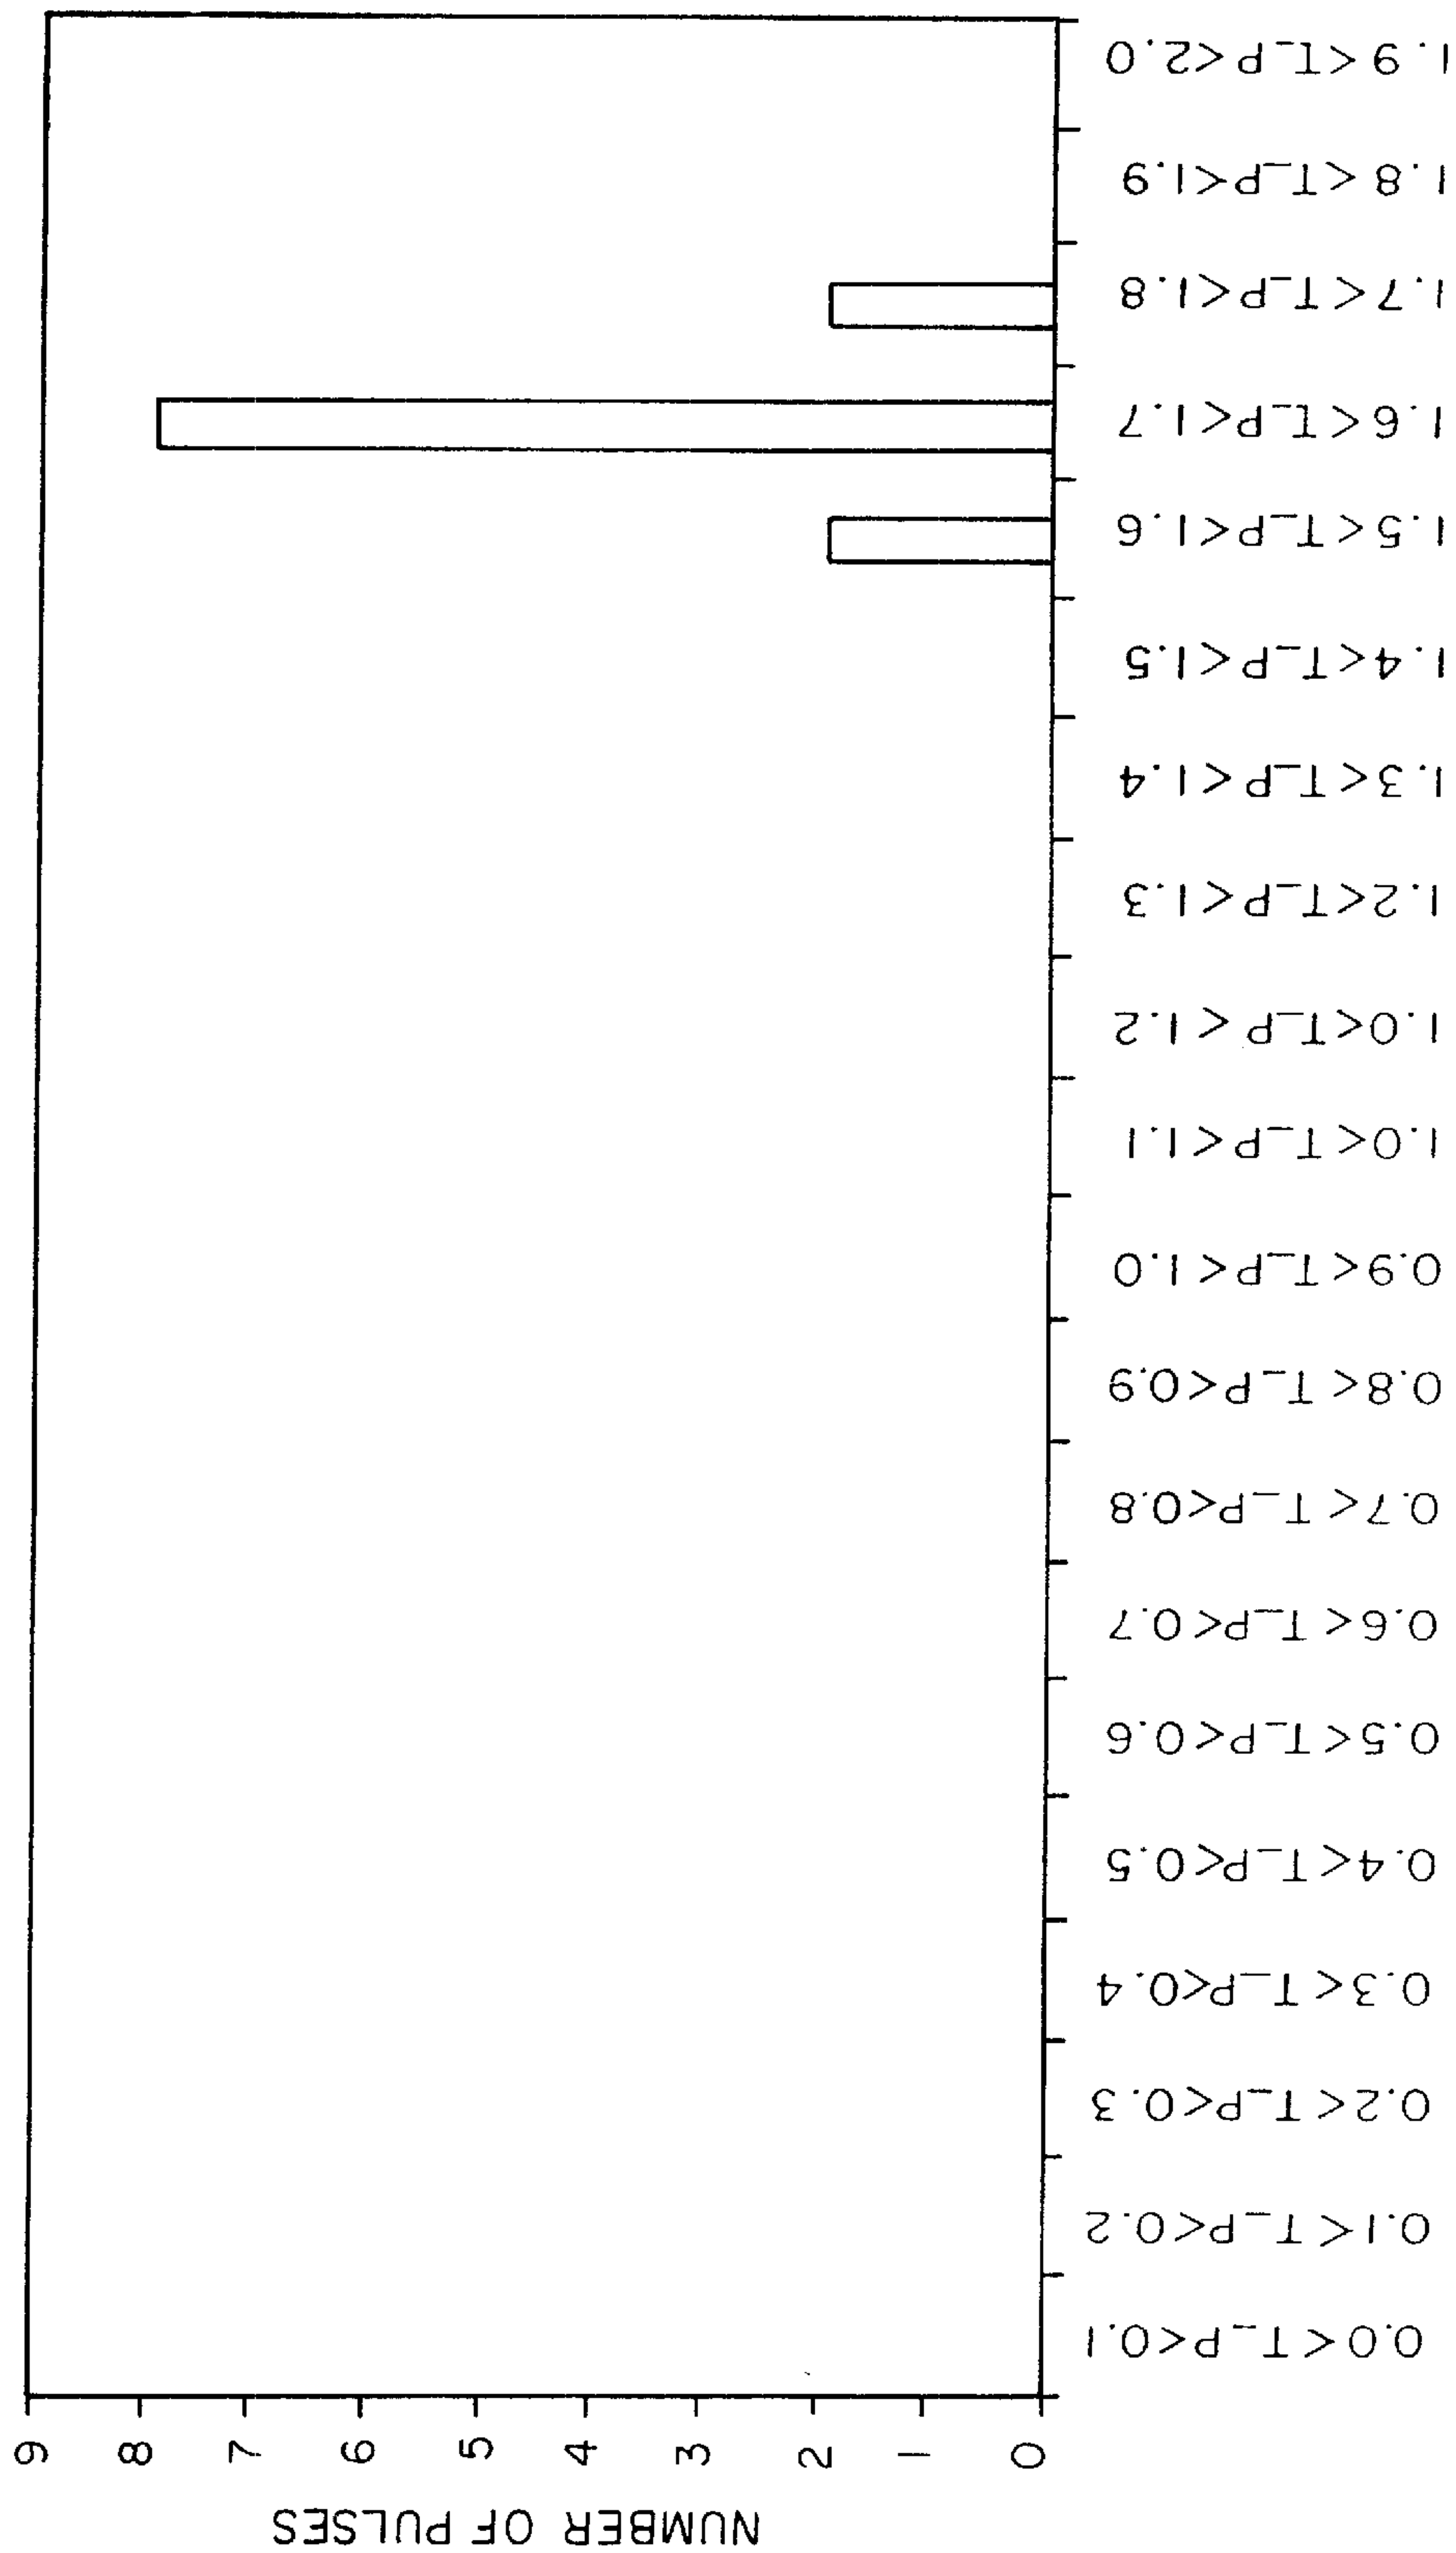 NUMBER OF PULSES
9
8
7
6
5
4
3
2
1
0
0.0<T_P<0.1
0.1<T_P<0.2
0.2<T_P<0.3
0.3<T_P<0.4
0.4<T_P<0.5
0.5<T_P<0.6
0.6<T_P<0.7
0.7<T_P<0.8
0.8<T_P<0.9
0.9<T_P<1.0
1.0<T_P<1.1
1.0<T_P<1.2
1.2<T_P<1.3
1.3<T_P<1.4
1.4<T_P<1.5
1.5<T_P<1.6
1.6<T_P<1.7
1.7<T_P<1.8
1.8<T_P<1.9
1.9<T_P<2.0